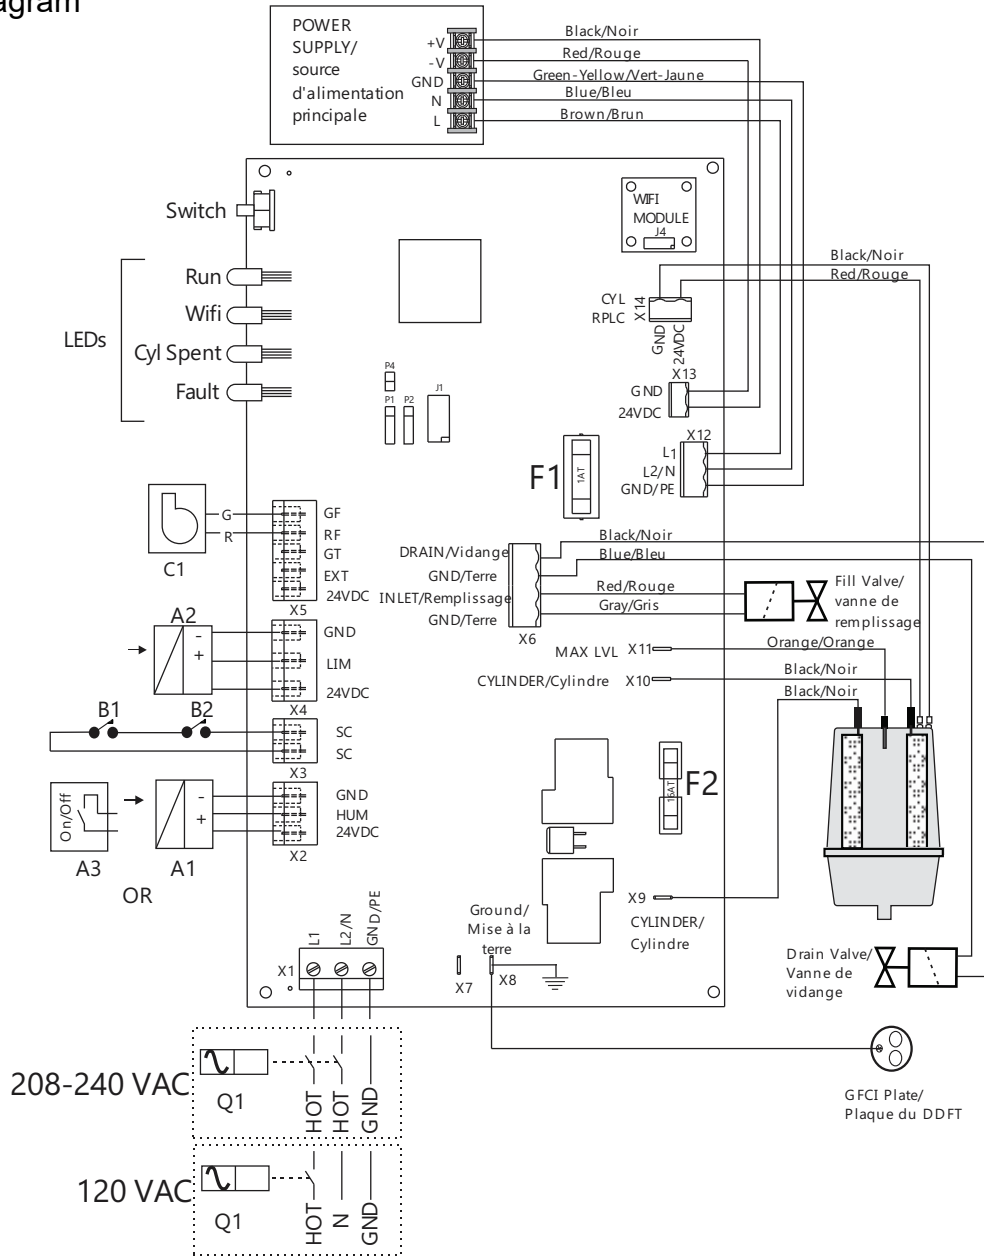 agram
POWER
SUPPLY/
source
d'alimentation
principale
+V
-V
GND
N
L
Black/Noir
Red/Rouge
Green-Yellow/Vert-Jaune
Blue/Bleu
Brown/Brun
Switch
LEDs
Run
Wifi
Cyl Spent
Fault
WIFI
MODULE
J4
Black/Noir
Red/Rouge
CYL
RPLC
X14
GND
24VDC
X13
GND
24VDC
X12
L1
L2/N
GND/PE
P4
P1
P2
J1
F1
1AT
C1
G
R
GF
RF
GT
EXT
24VDC
X5
A2
-
+
GND
LIM
24VDC
X4
B1
B2
SC
SC
X3
On/Off
A3
OR
A1
-
+
GND
HUM
24VDC
X2
DRAIN/Vidange
GND/Terre
INLET/Remplissage
GND/Terre
X6
Black/Noir
Blue/Bleu
Red/Rouge
Gray/Gris
Fill Valve/
vanne de
remplissage
MAX LVL
X11
Orange/Orange
CYLINDER/Cylindre
X10
Black/Noir
Black/Noir
F2
15AT
X9
CYLINDER/
Cylindre
Ground/
Mise à la
terre
X7
X8
L1
L2/N
GND/PE
X1
Drain Valve/
Vanne de
vidange
GFCI Plate/
Plaque du DDFT
208-240 VAC
Q1
HOT
HOT
GND
120 VAC
Q1
HOT
N
GND